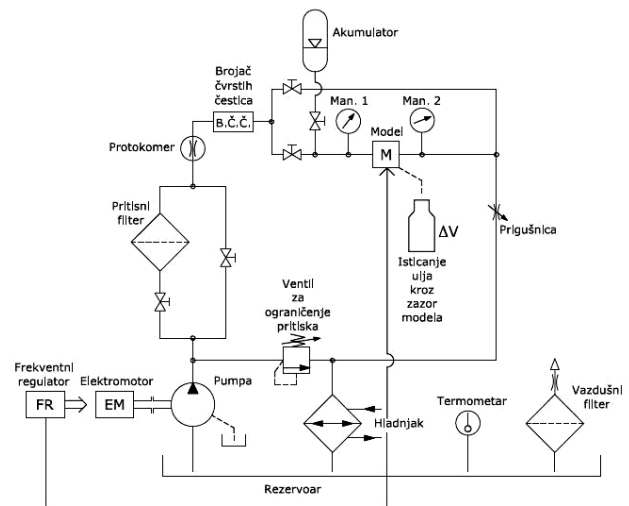 Akumulator
Brojač
čvrstih
čestica
B.Č.Č.
Man. 1
Man. 2
Model
M
Protokomer
Pritisni
filter
ΔV
Prigušnica
Isticanje
ulja
kroz
zazor
modela
Ventil
za
ograničenje
pritiska
Frekventni
regulator
FR
Elektromotor
EM
Pumpa
Hladnjak
Termometar
Vazdušni
filter
Rezervoar